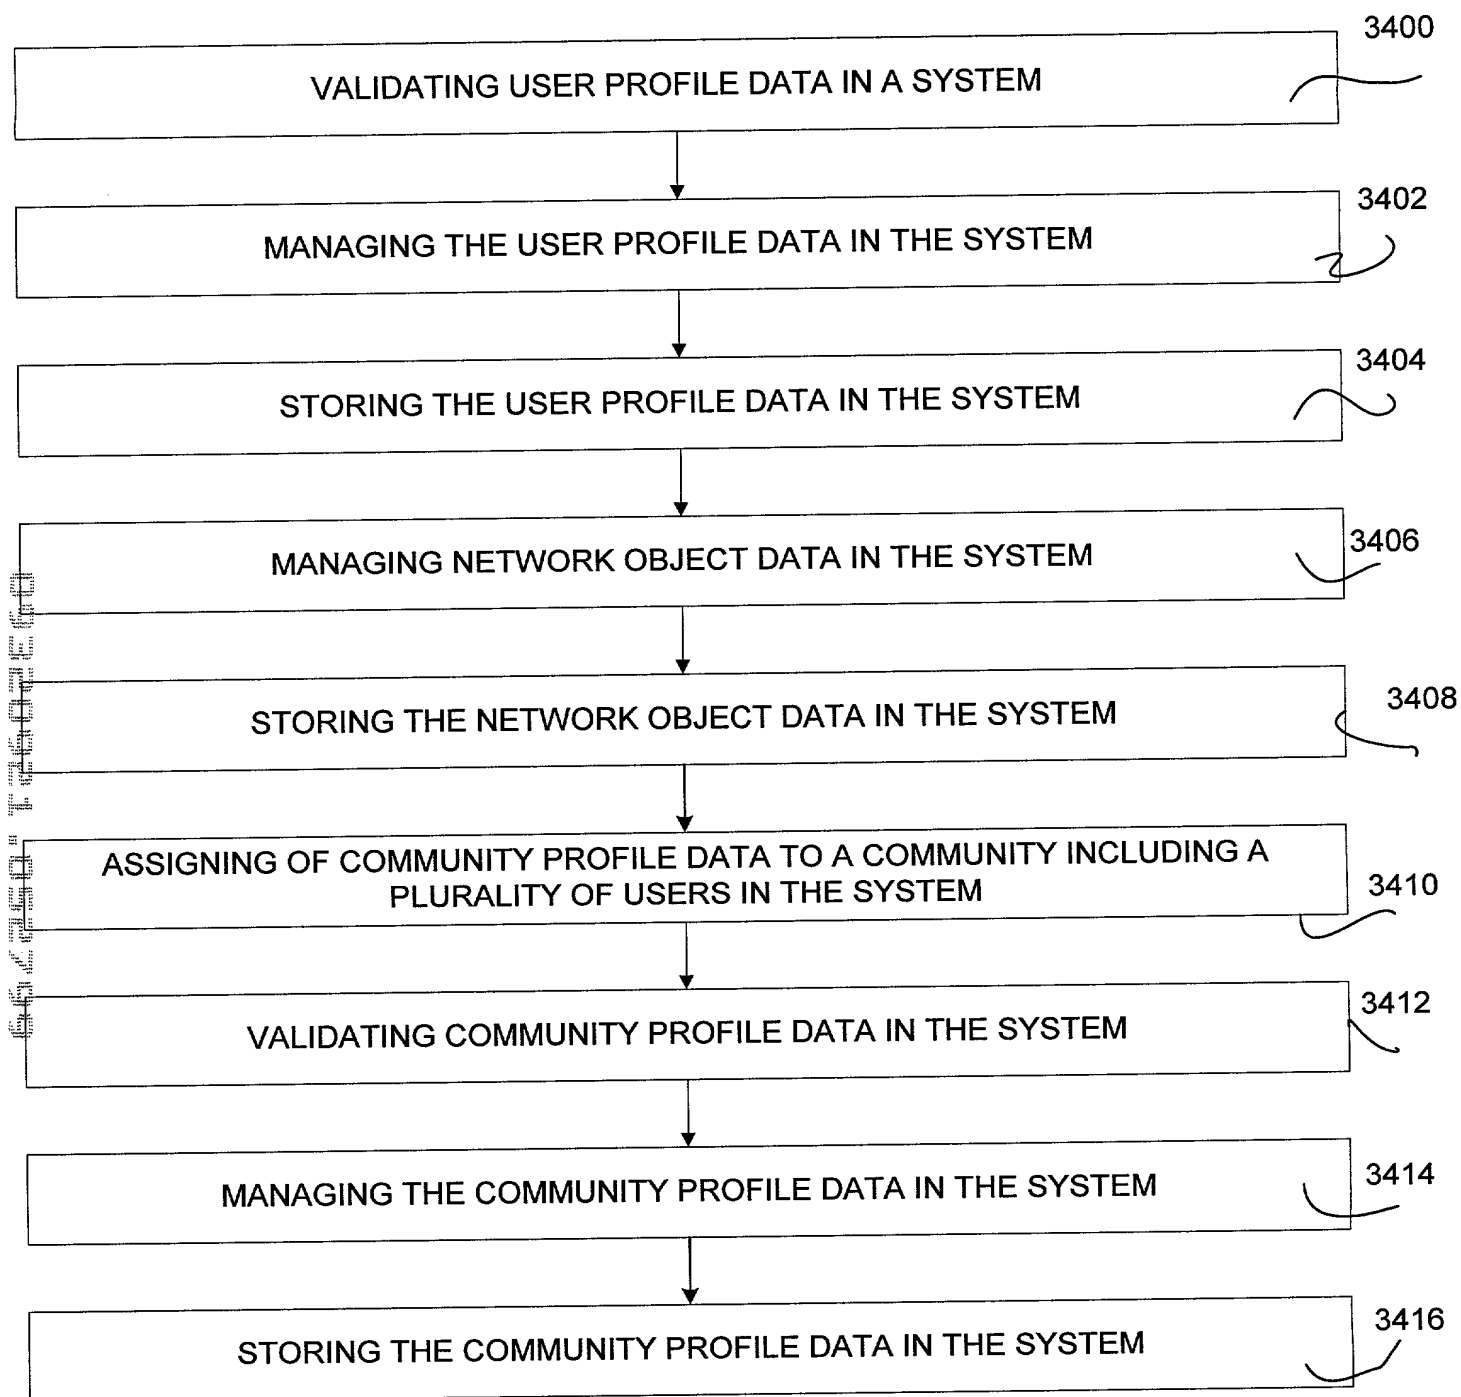 3400
VALIDATING USER PROFILE DATA IN A SYSTEM
3402
MANAGING THE USER PROFILE DATA IN THE SYSTEM
3404
STORING THE USER PROFILE DATA IN THE SYSTEM
3406
MANAGING NETWORK OBJECT DATA IN THE SYSTEM
3408
STORING THE NETWORK OBJECT DATA IN THE SYSTEM
ASSIGNING OF COMMUNITY PROFILE DATA TO A COMMUNITY INCLUDING A
PLURALITY OF USERS IN THE SYSTEM
3410
3412
VALIDATING COMMUNITY PROFILE DATA IN THE SYSTEM
3414
MANAGING THE COMMUNITY PROFILE DATA IN THE SYSTEM
3416
STORING THE COMMUNITY PROFILE DATA IN THE SYSTEM